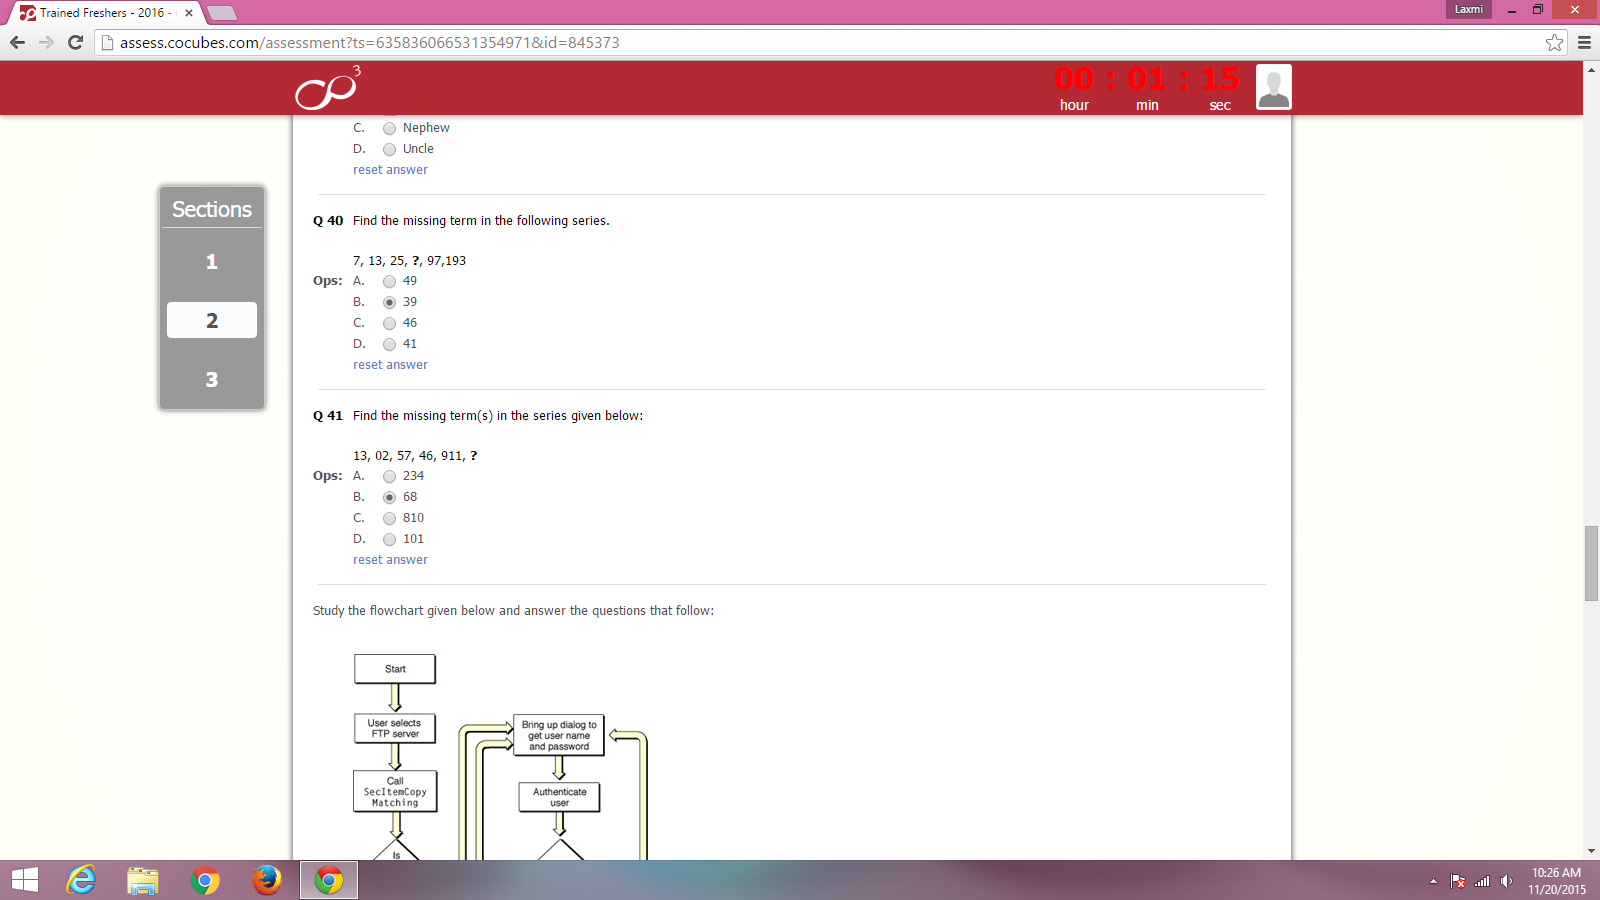 Trained Freshers - 2016 -
Laxmi
assess.cocubes.com/assessment?ts=635836066531354971&id=845373
3
00 : 01 : 15
hour min sec
C. Nephew
D. Uncle
reset answer
Sections
1
2
3
Q 40 Find the missing term in the following series.
7, 13, 25, ?, 97,193
Ops: A. 49
B. 39
C. 46
D. 41
reset answer
Q 41 Find the missing term(s) in the series given below:
13, 02, 57, 46, 911, ?
Ops: A. 234
B. 68
C. 810
D. 101
reset answer
Study the flowchart given below and answer the questions that follow:
Start
User selects
FTP server
Call
SecItemCopy
Matching
Is
Bring up dialog to
get user name
and password
Authenticate
user
10:26 AM
11/20/2015